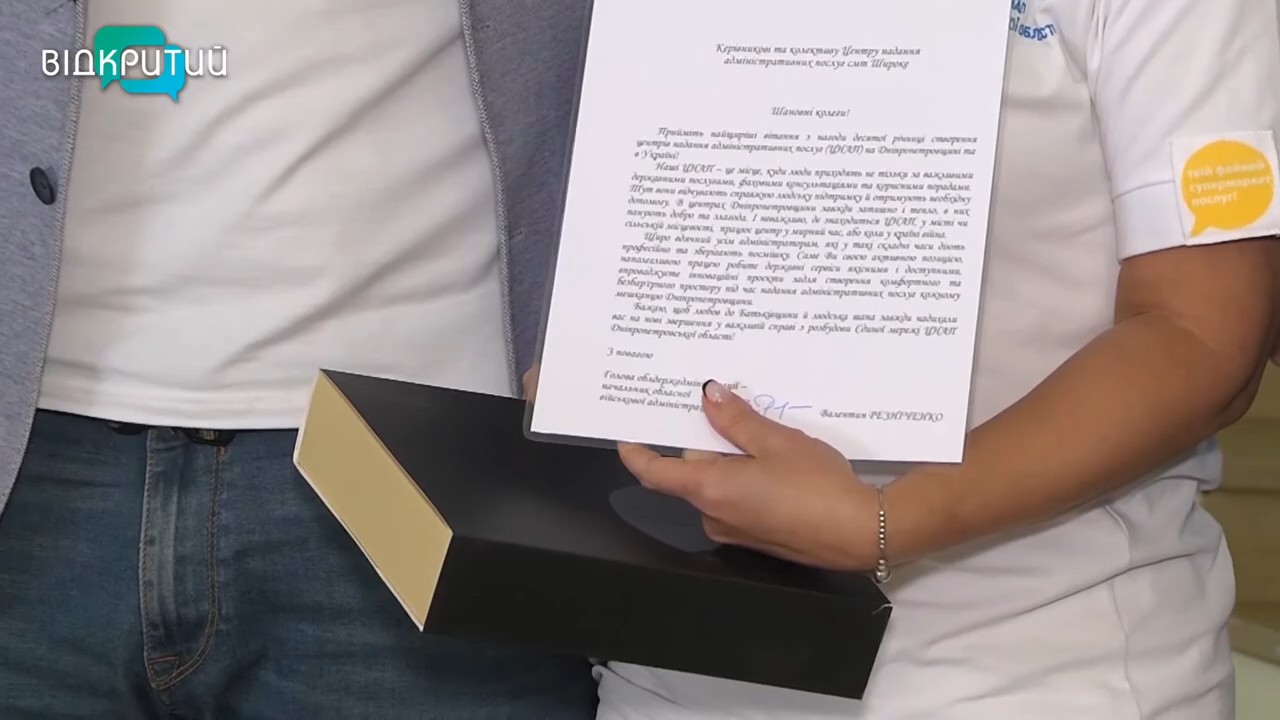 ВІДКРИТИЙ
Керівникові та колективу Центру надання
адміністративних послуг смт Широке
Шановні колеги!
Прийміть найщиріші вітання з нагоди десятої річниці створення
центрів надання адміністративних послуг (ЦНАП) на Дніпропетровщині та
в Україні!
Наші ЦНАП – це місце, куди люди приходять не тільки за важливими
державними послугами, фаховими консультаціями та корисними порадами.
Тут вони відчувають справжню людську підтримку й отримують необхідну
допомогу. В центрах Дніпропетровщини завжди затишно і тепло, в них
панують добро та злагода. І неважливо, де знаходиться ЦНАП, у місті чи
сільській місцевості, працює центр у мирний час, або коли у країні війна.
Щиро вдячний усім адміністраторам, які у такі складні часи діють
професійно та зберігають посмішку. Саме Ви своєю активною позицією,
наполегливою працею робите державні сервіси якісними і доступними,
впроваджуєте інноваційні проєкти задля створення комфортного та
безбар'єрного простору під час надання адміністративних послуг кожному
мешканцю Дніпропетровщини.
Бажаю, щоб любов до Батьківщини й людська шана завжди надихали
вас на нові звершення у важливій справі з розбудови Єдиної мережі ЦНАП
Дніпропетровської області!
З повагою
Голова облдержадміністрації –
начальник обласної
військової адміністрації
Валентин РЕЗНІЧЕНКО
твій файний
супермаркет
послуг!